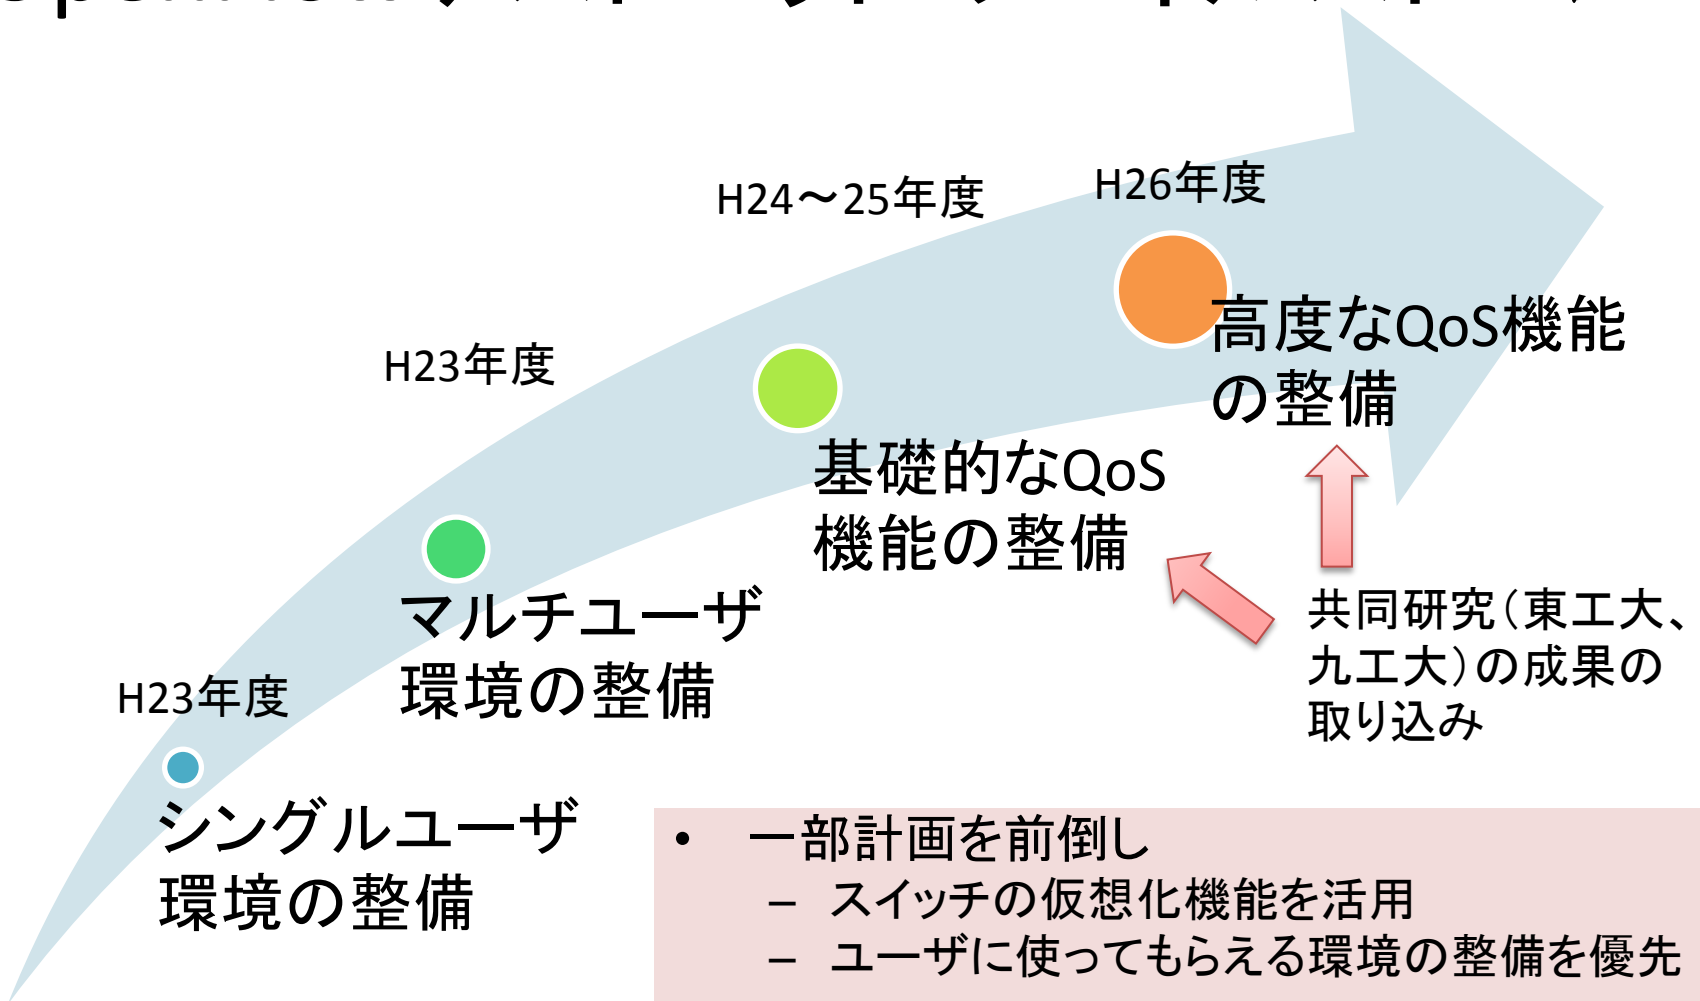 H26年度
H24～25年度
高度なQoS機能
の整備
H23年度
基礎的なQoS
機能の整備
マルチユーザ
環境の整備
共同研究(東工大、
九工大)の成果の
取り込み
H23年度
シングルユーザ
環境の整備
• 一部計画を前倒し
– スイッチの仮想化機能を活用
– ユーザに使ってもらえる環境の整備を優先